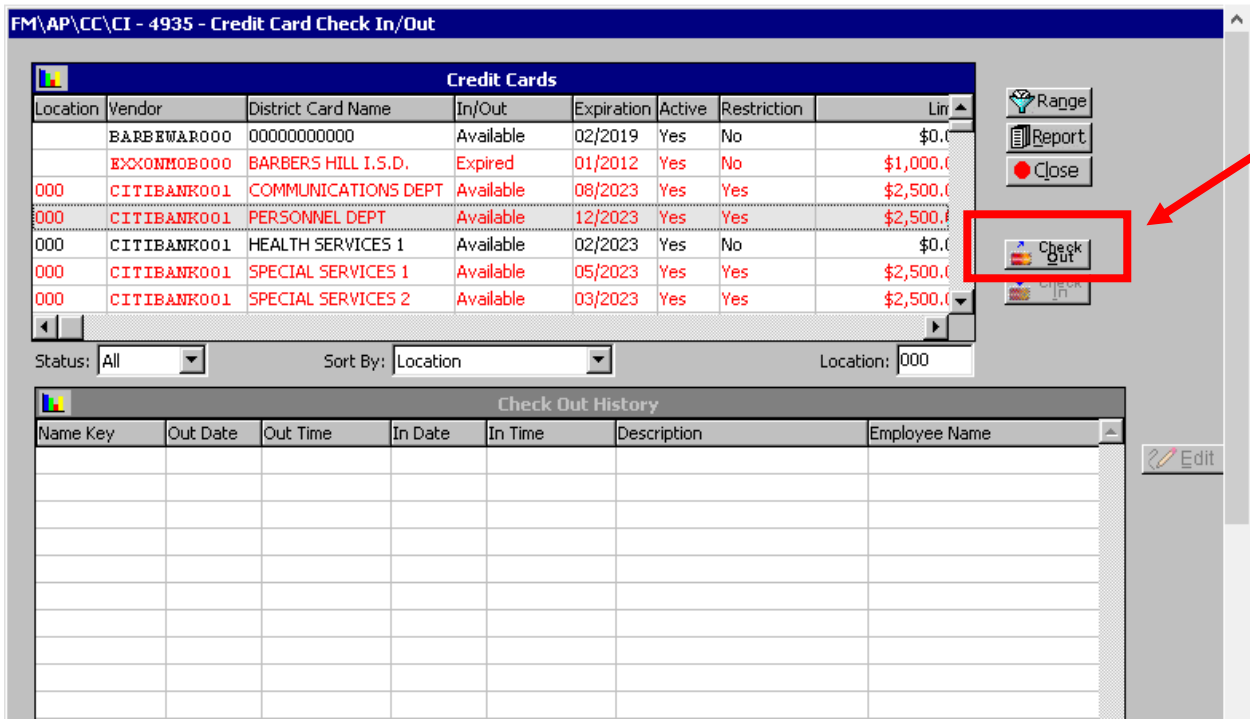 FM\AP\CC\CI - 4935 - Credit Card Check In/Out
Credit Cards
Location Vendor District Card Name In/Out Expiration Active Restriction
BARBEWAR000 00000000000 Available 02/2019 Yes No $0.0
EXXONMOB000 BARBERS HILL I.S.D. Expired 01/2012 Yes No $1,000.0
000 CITIBANK001 COMMUNICATIONS DEPT Available 08/2023 Yes Yes $2,500.0
000 CITIBANK001 PERSONNEL DEPT Available 12/2023 Yes Yes $2,500.0
000 CITIBANK001 HEALTH SERVICES 1 Available 02/2023 Yes No $0.0
000 CITIBANK001 SPECIAL SERVICES 1 Available 05/2023 Yes Yes $2,500.0
000 CITIBANK001 SPECIAL SERVICES 2 Available 03/2023 Yes Yes $2,500.0
Range
Report
Close
Check
Out
Check
In
Status: All Sort By: Location Location: 000
Check Out History
Name Key Out Date Out Time In Date In Time Description Employee Name
Edit